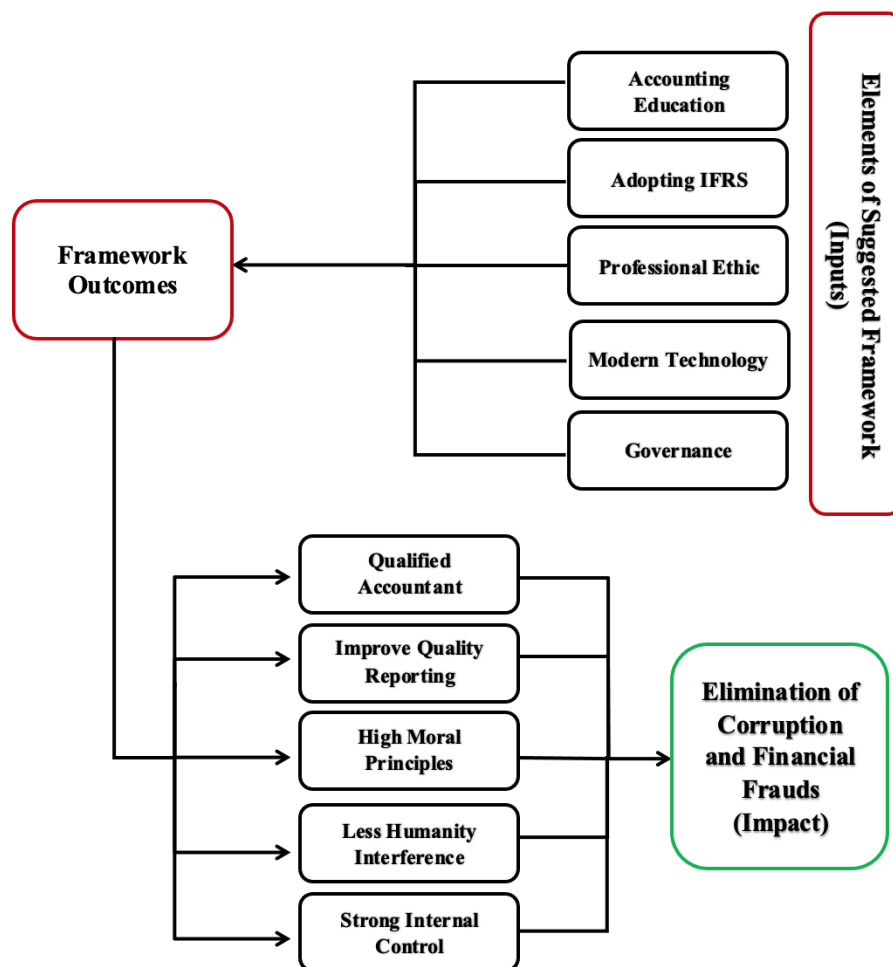 Accounting
Education
Adopting IFRS
Professional Ethic
Modern Technology
Governance
Elements of Suggested Framework
(Inputs)
Framework
Outcomes
Qualified
Accountant
Improve Quality
Reporting
High Moral
Principles
Less Humanity
Interference
Strong Internal
Control
Elimination of
Corruption
and Financial
Frauds
(Impact)